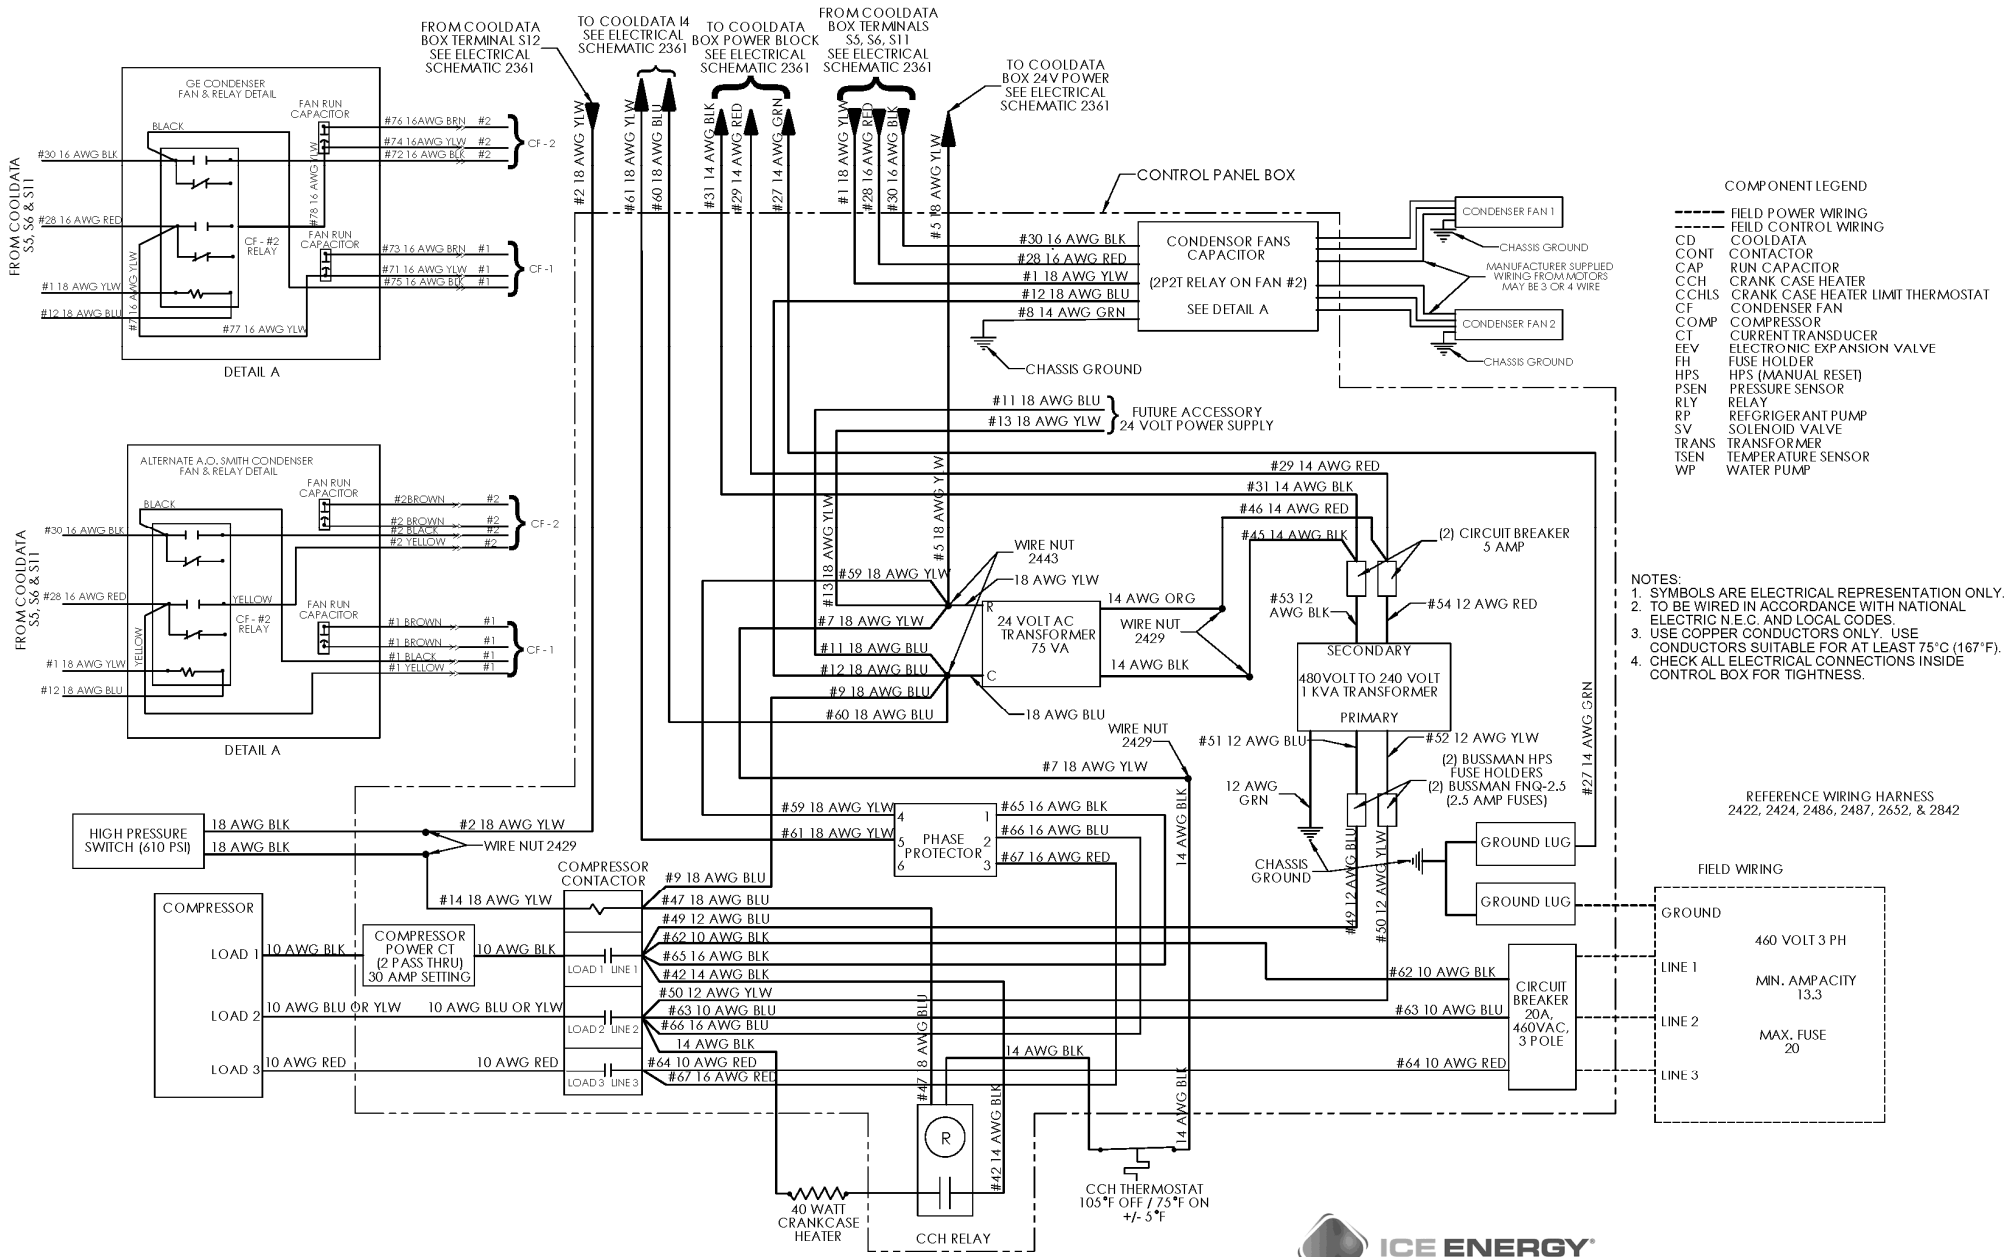 FROM COOLDATA
BOX TERMINAL S12
SEE ELECTRICAL
SCHEMATIC 2361
TO COOLDATA I4
SEE ELECTRICAL
SCHEMATIC 2361
TO COOLDATA
BOX POWER BLOCK
SEE ELECTRICAL
SCHEMATIC 2361
FROM COOLDATA
BOX TERMINALS
S5, S6, S11
SEE ELECTRICAL
SCHEMATIC 2361
TO COOLDATA
BOX 24V POWER
SEE ELECTRICAL
SCHEMATIC 2361
#2 18 AWG YLW
#61 18 AWG YLW
#60 18 AWG BLU
#31 14 AWG BLK
#29 14 AWG RED
#27 14 AWG GRN
#1 18 AWG YLW
#28 16 AWG RED
#30 16 AWG BLK
#5 18 AWG YLW
GE CONDENSER
FAN & RELAY DETAIL
FAN RUN
CAPACITOR
BLACK
#30 16 AWG BLK
#28 16 AWG RED
#1 18 AWG YLW
#12 18 AWG BLU
FROM COOLDATA
S5, S6 & S11
#76 16AWG BRN #2
#74 16AWG YLW #2
#72 16 AWG BLK #2
CF - 2
#78 16 AWG YLW
FAN RUN
CAPACITOR
CF - #2
RELAY
#73 16 AWG BRN #1
#71 16 AWG YLW #1
#75 16 AWG BLK #1
CF - 1
#77 16 AWG YLW
DETAIL A
ALTERNATE A.O. SMITH CONDENSER
FAN & RELAY DETAIL
FAN RUN
CAPACITOR
BLACK
#30 16 AWG BLK
#28 16 AWG RED
#1 18 AWG YLW
#12 18 AWG BLU
FROM COOLDATA
S5, S6 & S11
#2BROWN #2
#2 BROWN #2
#2 BLACK #2
#2 YELLOW #2
CF - 2
YELLOW
FAN RUN
CAPACITOR
CF - #2
RELAY
YELLOW
#1 BROWN #1
#1 BROWN #1
#1 BLACK #1
#1 YELLOW #1
CF - 1
DETAIL A
CONTROL PANEL BOX
#30 16 AWG BLK
#28 16 AWG RED
#1 18 AWG YLW
#12 18 AWG BLU
#8 14 AWG GRN
CONDENSOR FANS
CAPACITOR
(2P2T RELAY ON FAN #2)
SEE DETAIL A
CHASSIS GROUND
CONDENSER FAN 1
CHASSIS GROUND
MANUFACTURER SUPPLIED
WIRING FROM MOTORS
MAY BE 3 OR 4 WIRE
CONDENSER FAN 2
CHASSIS GROUND
COMPONENT LEGEND
FIELD POWER WIRING
FEILD CONTROL WIRING
CD COOLDATA
CONT CONTACTOR
CAP RUN CAPACITOR
CCH CRANK CASE HEATER
CCHLS CRANK CASE HEATER LIMIT THERMOSTAT
CF CONDENSER FAN
COMP COMPRESSOR
CT CURRENT TRANSDUCER
EEV ELECTRONIC EXPANSION VALVE
FH FUSE HOLDER
HPS HPS (MANUAL RESET)
PSEN PRESSURE SENSOR
RLY RELAY
RP REFGRIGERANT PUMP
SV SOLENOID VALVE
TRANS TRANSFORMER
TSEN TEMPERATURE SENSOR
WP WATER PUMP
#11 18 AWG BLU
#13 18 AWG YLW
FUTURE ACCESSORY
24 VOLT POWER SUPPLY
#29 14 AWG RED
#31 14 AWG BLK
#46 14 AWG RED
#45 14 AWG BLK
(2) CIRCUIT BREAKER
5 AMP
#13 18 AWG YLW
#5 18 AWG YLW
WIRE NUT
2443
#59 18 AWG YLW
18 AWG YLW
#7 18 AWG YLW
#11 18 AWG BLU
#12 18 AWG BLU
#9 18 AWG BLU
#60 18 AWG BLU
18 AWG BLU
R
24 VOLT AC
TRANSFORMER
75 VA
C
14 AWG ORG
WIRE NUT
2429
14 AWG BLK
#53 12
AWG BLK
#54 12 AWG RED
SECONDARY
480VOLT TO 240 VOLT
1 KVA TRANSFORMER
PRIMARY
#51 12 AWG BLU
#52 12 AWG YLW
(2) BUSSMAN HPS
FUSE HOLDERS
(2) BUSSMAN FNQ-2.5
(2.5 AMP FUSES)
12 AWG
GRN
CHASSIS
GROUND
#49 12 AWG BLU
#50 12 AWG YLW
#27 14 AWG GRN
NOTES:
1. SYMBOLS ARE ELECTRICAL REPRESENTATION ONLY.
2. TO BE WIRED IN ACCORDANCE WITH NATIONAL
ELECTRIC N.E.C. AND LOCAL CODES.
3. USE COPPER CONDUCTORS ONLY. USE
CONDUCTORS SUITABLE FOR AT LEAST 75°C (167°F).
4. CHECK ALL ELECTRICAL CONNECTIONS INSIDE
CONTROL BOX FOR TIGHTNESS.
REFERENCE WIRING HARNESS
2422, 2424, 2486, 2487, 2652, & 2842
WIRE NUT
2429
#7 18 AWG YLW
14 AWG BLK
#59 18 AWG YLW
#61 18 AWG YLW
4
5
6
PHASE
PROTECTOR
1
2
3
#65 16 AWG BLK
#66 16 AWG BLU
#67 16 AWG RED
HIGH PRESSURE
SWITCH (610 PSI)
18 AWG BLK
18 AWG BLK
#2 18 AWG YLW
WIRE NUT 2429
COMPRESSOR
CONTACTOR
#14 18 AWG YLW
COMPRESSOR
LOAD 1
LOAD 2
LOAD 3
10 AWG BLK
COMPRESSOR
POWER CT
(2 PASS THRU)
30 AMP SETTING
10 AWG BLK
10 AWG BLU OR YLW
10 AWG BLU OR YLW
10 AWG RED
10 AWG RED
LOAD 1 LINE 1
LOAD 2 LINE 2
LOAD 3 LINE 3
#9 18 AWG BLU
#47 18 AWG BLU
#49 12 AWG BLU
#62 10 AWG BLK
#65 16 AWG BLK
#42 14 AWG BLK
#50 12 AWG YLW
#63 10 AWG BLU
#66 16 AWG BLU
14 AWG BLK
#64 10 AWG RED
#67 16 AWG RED
14 AWG BLK
#42 14 AWG BLK
14 AWG BLK
R
CCH RELAY
40 WATT
CRANKCASE
HEATER
CCH THERMOSTAT
105°F OFF / 75°F ON
+/- 5°F
GROUND LUG
GROUND LUG
#62 10 AWG BLK
#63 10 AWG BLU
#64 10 AWG RED
CIRCUIT
BREAKER
20A,
460VAC,
3 POLE
FIELD WIRING
GROUND
LINE 1
LINE 2
LINE 3
460 VOLT 3 PH
MIN. AMPACITY
13.3
MAX. FUSE
20
ICE ENERGY®